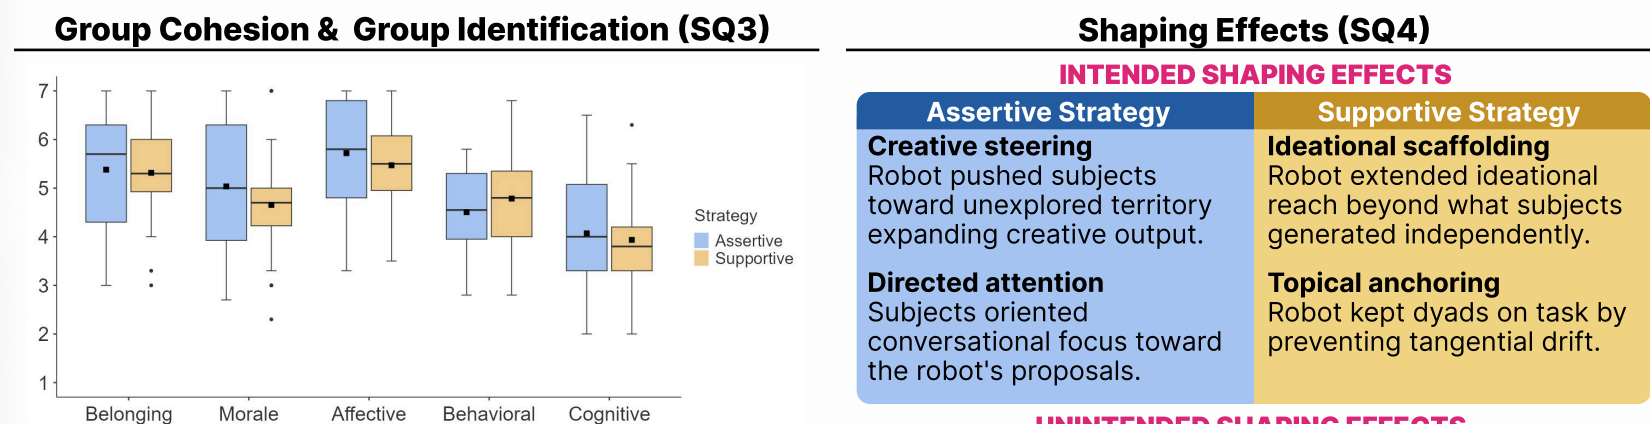 Group Cohesion & Group Identification (SQ3)
7
6
5
4
3
2
1
Belonging
Morale
Affective
Behavioral
Cognitive
Strategy
Assertive
Supportive
Shaping Effects (SQ4)
INTENDED SHAPING EFFECTS
Assertive Strategy
Creative steering
Robot pushed subjects
toward unexplored territory
expanding creative output.
Directed attention
Subjects oriented
conversational focus toward
the robot's proposals.
Supportive Strategy
Ideational scaffolding
Robot extended ideational
reach beyond what subjects
generated independently.
Topical anchoring
Robot kept dyads on task by
preventing tangential drift.
UNINTENDED SHAPING EFFECTS